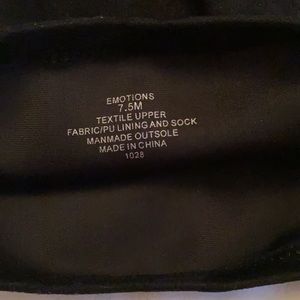 EMOTIONS
7.5M
TEXTILE UPPER
FABRIC/PU LINING AND SOCK
MANMADE OUTSOLE
MADE IN CHINA
1028